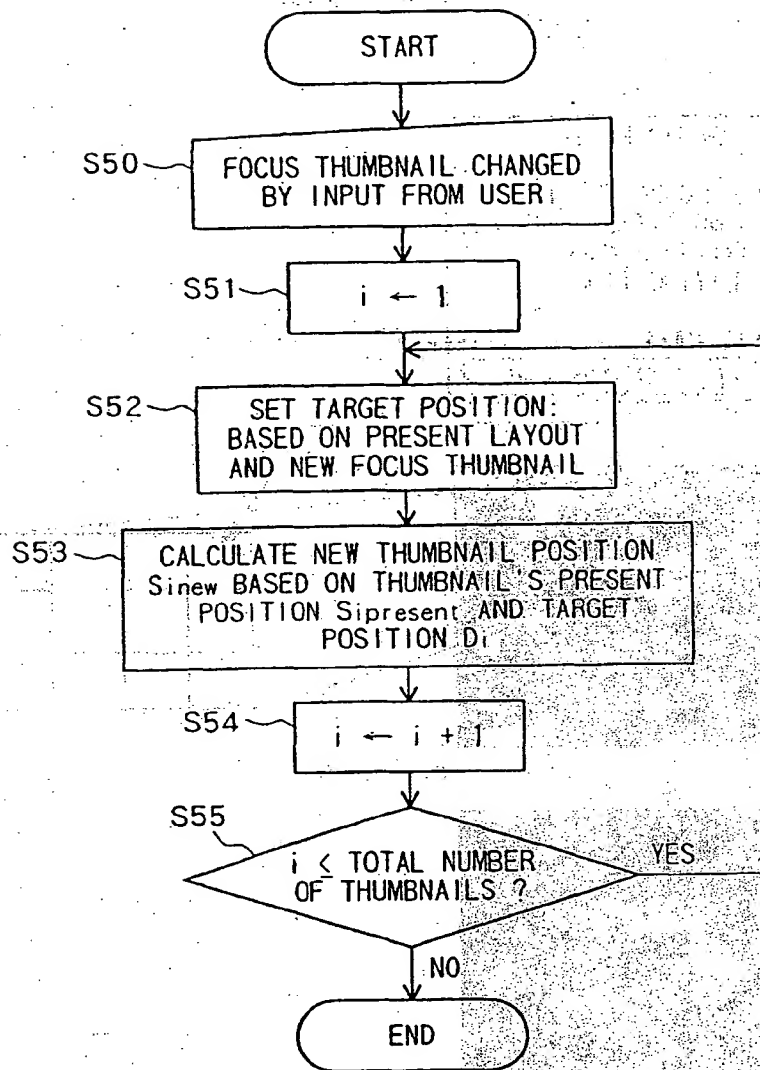 START
S50
FOCUS THUMBNAIL CHANGED
BY INPUT FROM USER
S51
i ← 1
S52
SET TARGET POSITION:
BASED ON PRESENT LAYOUT
AND NEW FOCUS THUMBNAIL
S53
CALCULATE NEW THUMBNAIL POSITION
Sinew BASED ON THUMBNAIL'S PRESENT
POSITION Sipresent AND TARGET
POSITION Di
S54
i ← i + 1
S55
i ≤ TOTAL NUMBER
OF THUMBNAILS ?
YES
NO
END